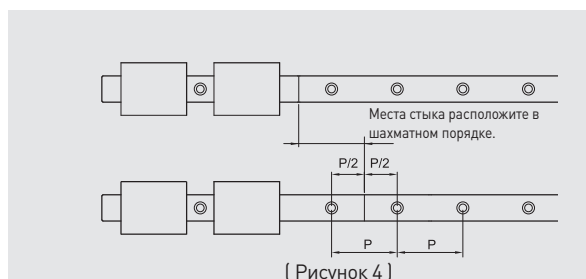 Места стыка расположите в
шахматном порядке.
P/2 P/2
P P
( Рисунок 4 )